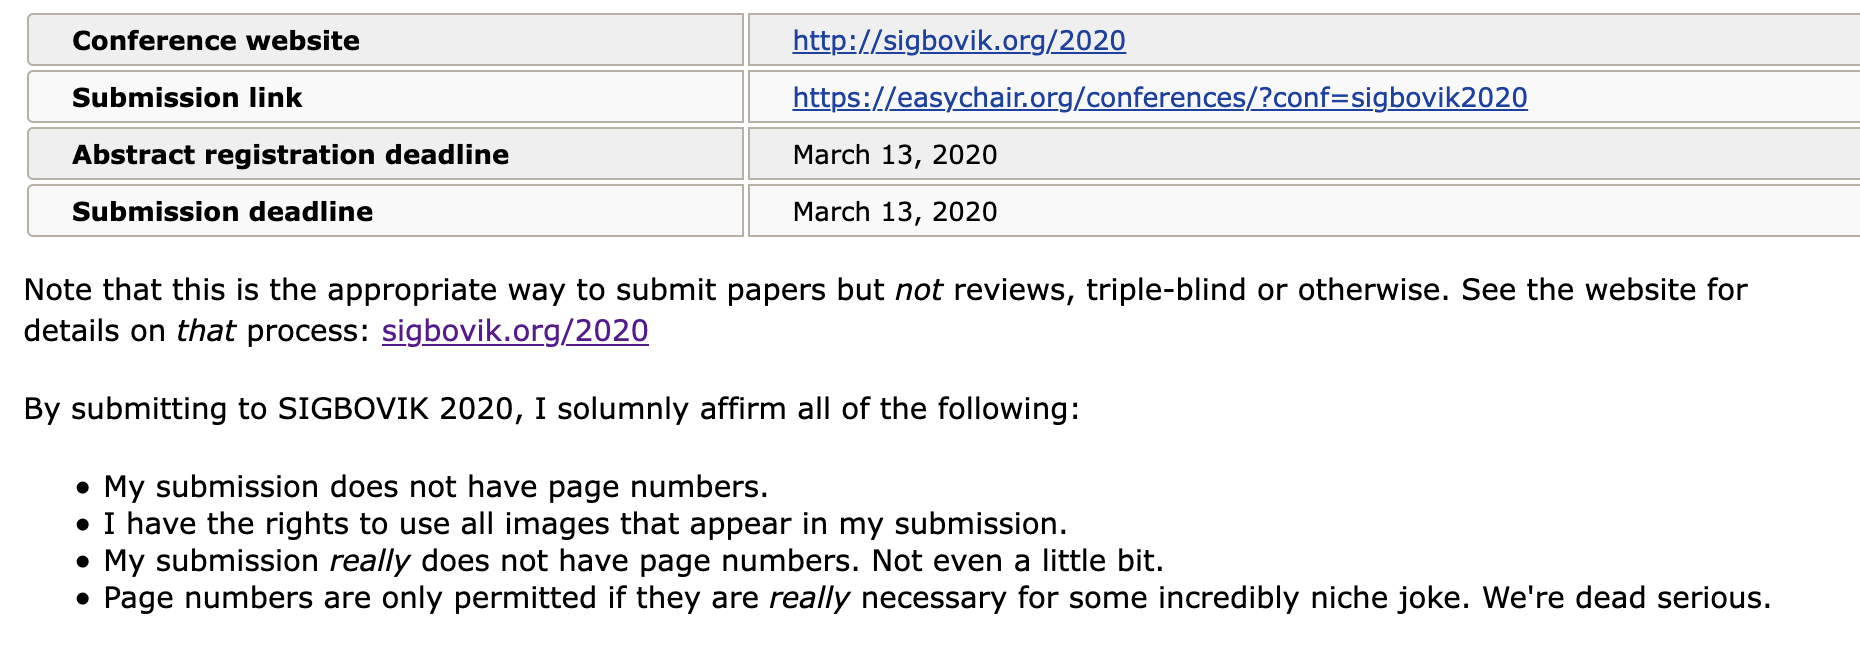 Conference website http://sigbovik.org/2020
Submission link https://easychair.org/conferences/?conf=sigbovik2020
Abstract registration deadline March 13, 2020
Submission deadline March 13, 2020
Note that this is the appropriate way to submit papers but not reviews, triple-blind or otherwise. See the website for
details on that process: sigbovik.org/2020
By submitting to SIGBOVIK 2020, I solumnly affirm all of the following:
• My submission does not have page numbers.
• I have the rights to use all images that appear in my submission.
• My submission really does not have page numbers. Not even a little bit.
• Page numbers are only permitted if they are really necessary for some incredibly niche joke. We're dead serious.